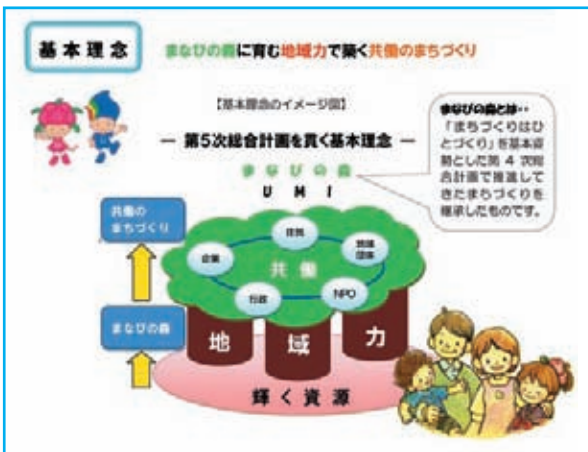 基本理念
まなびの森に育む地域力で築く共働のまちづくり
【基本理念のイメージ図】
― 第5次総合計画を貫く基本理念 ―
まなびの森
UMI
まなびの森とは‥
「まちづくりはひ
とづくり」を基本姿
勢とした第4次総
合計画で推進して
きたまちづくりを
継承したものです。
共働の
まちづくり
住民
企業
地域
団体
共働
行政
NPO
まなびの森
地域力
輝く資源